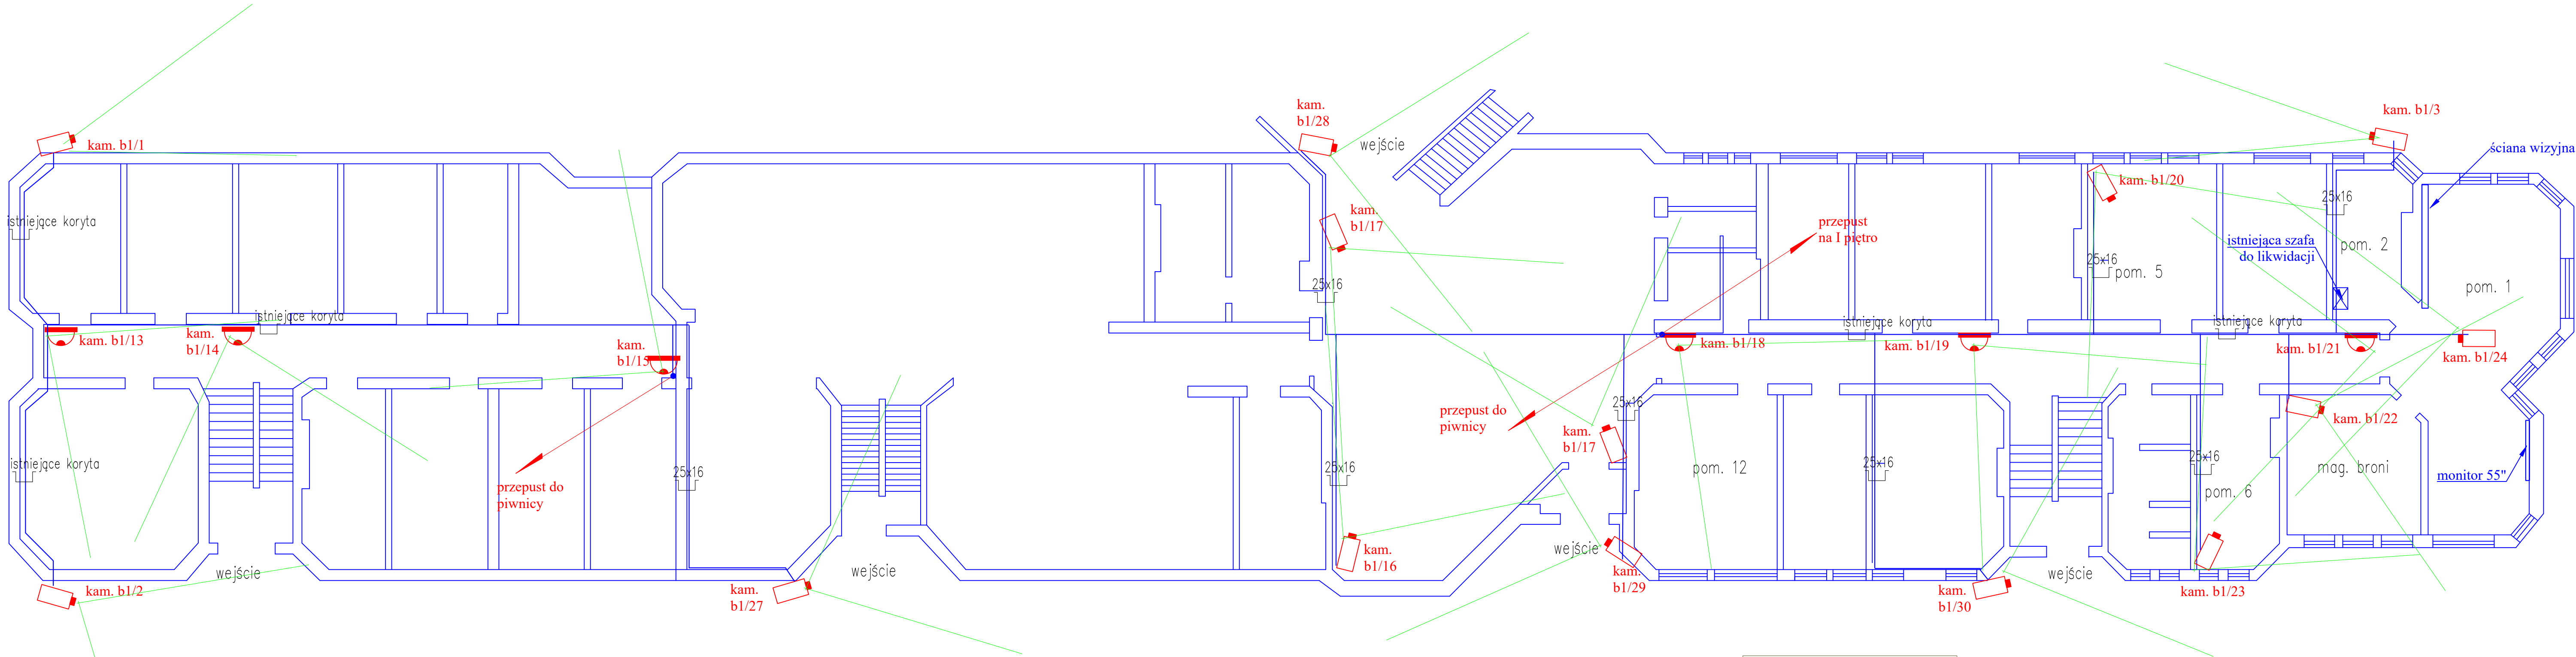 kam.
b1/28
kam. b1/3
kam. b1/1
wejście
ściana wizyjna
kam. b1/20
25x16
istniejące koryta
kam.
b1/17
przepust
na I piętro
istniejąca szafa
do likwidacji
pom. 2
25x16
pom. 5
25x16
pom. 1
istniejące koryta
istniejące koryta
istniejące koryta
kam. b1/13
kam.
b1/14
kam.
b1/15
kam. b1/18
kam. b1/19
kam. b1/21
kam. b1/24
25x16
przepust do
piwnicy
kam. b1/22
kam.
b1/17
istniejące koryta
25x16
25x16
pom. 12
25x16
25x16
mag. broni
monitor 55"
przepust do
piwnicy
pom. 6
wejście
wejście
wejście
kam.
b1/16
kam.
b1/29
wejście
kam. b1/2
kam.
b1/27
kam.
b1/30
kam. b1/23